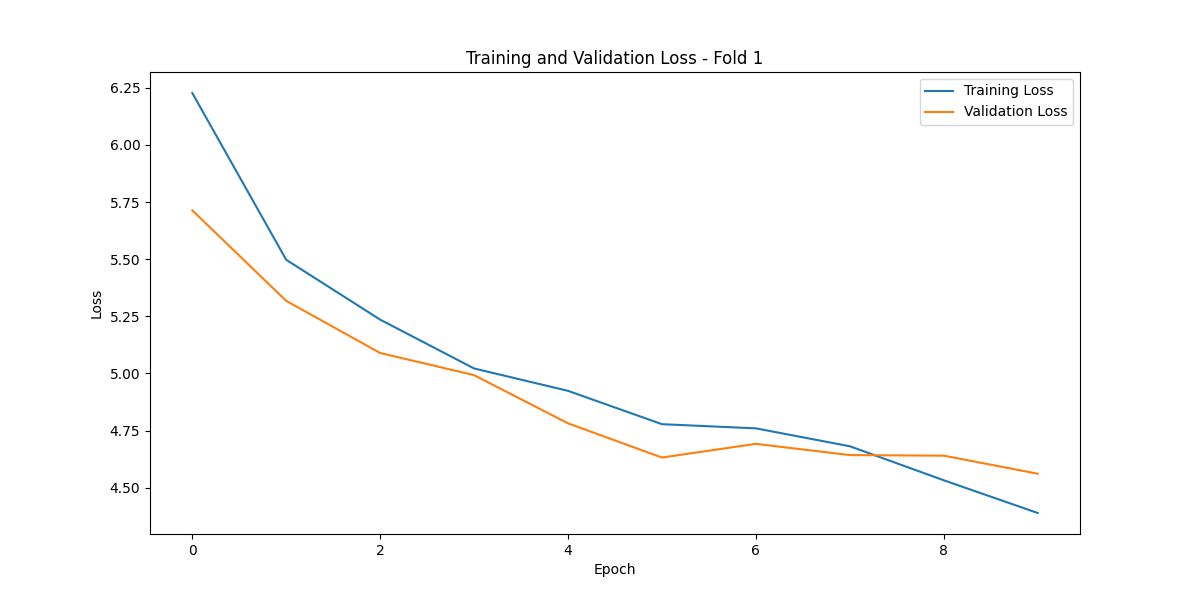 Training and Validation Loss - Fold 1
Training Loss
Validation Loss
6.25
6.00
5.75
5.50
5.25
5.00
4.75
4.50
Loss
0 2 4 6 8
Epoch